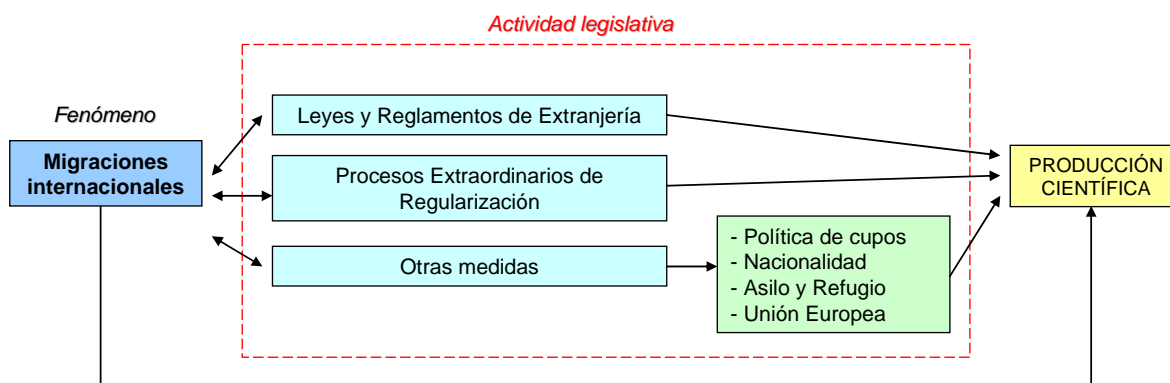 Actividad legislativa
Fenómeno
Migraciones
internacionales
Leyes y Reglamentos de Extranjería
Procesos Extraordinarios de
Regularización
Otras medidas
- Política de cupos
- Nacionalidad
- Asilo y Refugio
- Unión Europea
PRODUCCIÓN
CIENTÍFICA